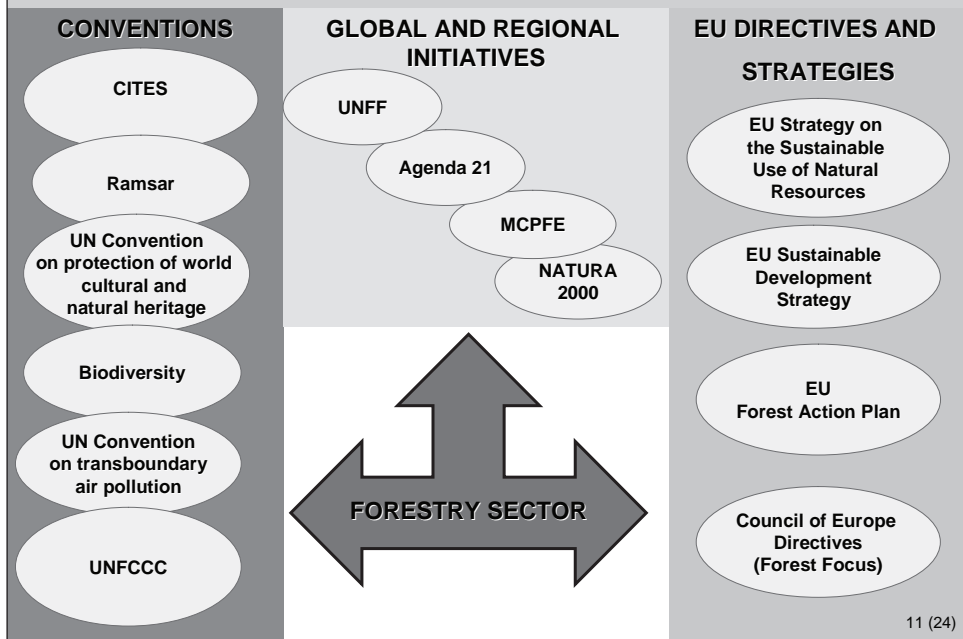 CONVENTIONS
CITES
Ramsar
UN Convention
on protection of world
cultural and
natural heritage
Biodiversity
UN Convention
on transboundary
air pollution
UNFCCC
GLOBAL AND REGIONAL
INITIATIVES
UNFF
Agenda 21
MCPFE
NATURA
2000
FORESTRY SECTOR
EU DIRECTIVES AND
STRATEGIES
EU Strategy on
the Sustainable
Use of Natural
Resources
EU Sustainable
Development
Strategy
EU
Forest Action Plan
Council of Europe
Directives
(Forest Focus)
11 (24)